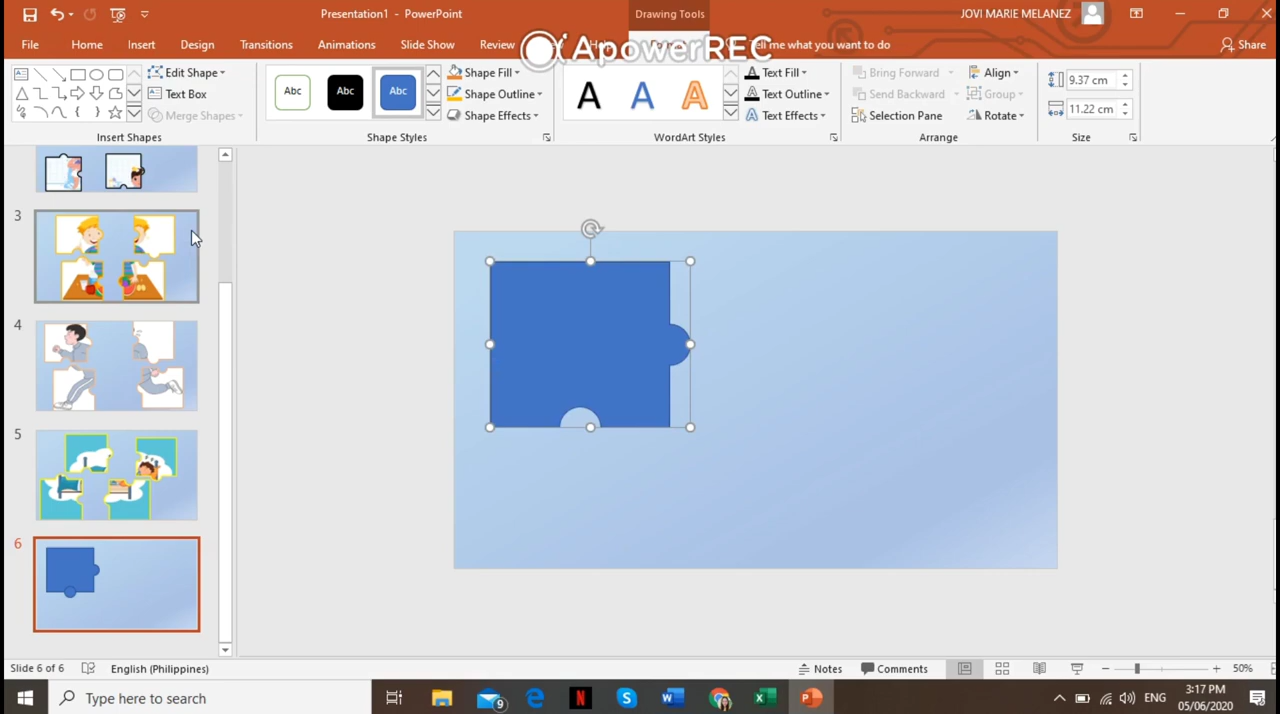 Presentation1 - PowerPoint
Drawing Tools
JOVI MARIE MELANEZ
File
Home
Insert
Design
Transitions
Animations
Slide Show
Review
ApowerREC
Tell me what you want to do
Share
Edit Shape
Text Box
Merge Shapes
Insert Shapes
Abc
Abc
Abc
Shape Fill
Shape Outline
Shape Effects
Shape Styles
A
A
A
Text Fill
Text Outline
Text Effects
WordArt Styles
Bring Forward
Send Backward
Selection Pane
Align
Group
Rotate
Arrange
9.37 cm
11.22 cm
Size
3
4
5
6
Slide 6 of 6
English (Philippines)
Notes
Comments
50%
Type here to search
9
ENG
3:17 PM
05/06/2020